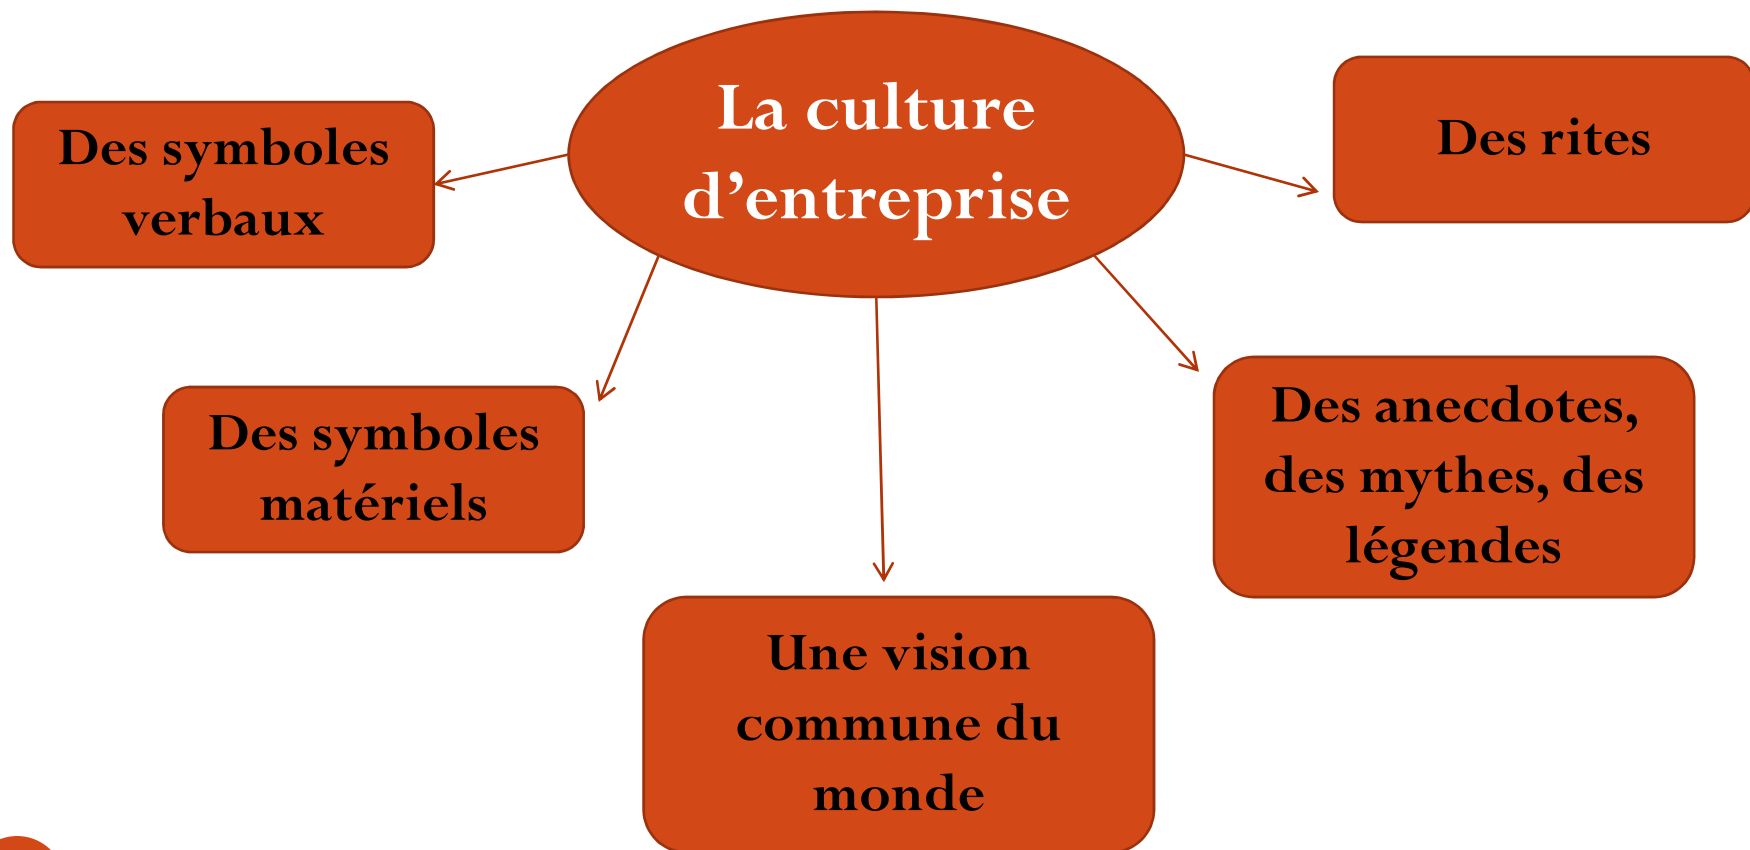 La culture
d’entreprise
Des symboles
verbaux
Des rites
Des symboles
matériels
Des anecdotes,
des mythes, des
légendes
Une vision
commune du
monde